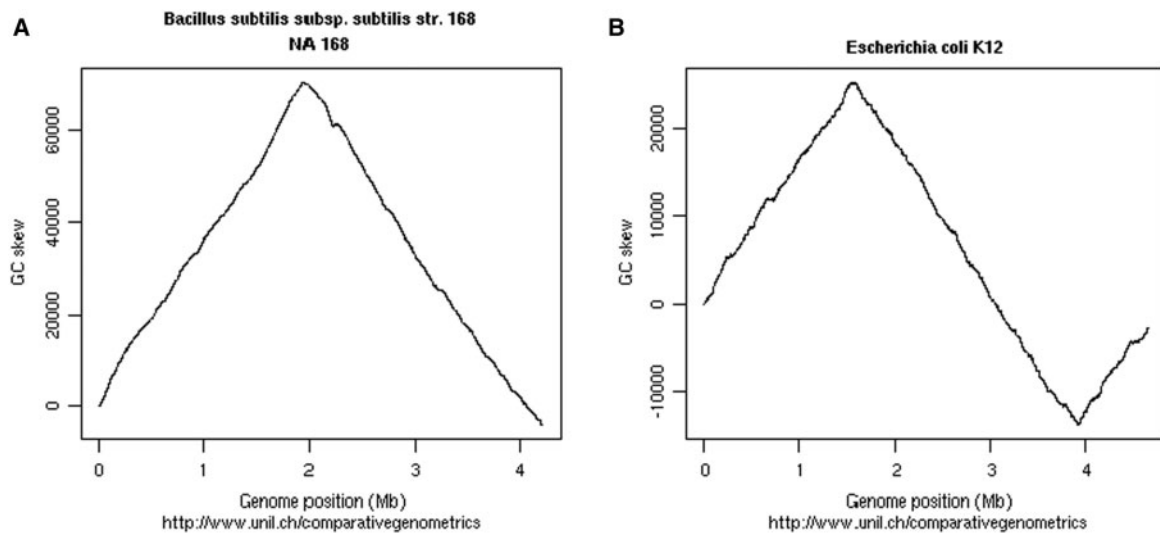 A
Bacillus subtilis subsp. subtilis str. 168
NA 168
GC skew
60000
40000
20000
0
0 1 2 3 4
Genome position (Mb)
http://www.unil.ch/comparativegenometrics
B
Escherichia coli K12
GC skew
20000
10000
0
-10000
0 1 2 3 4
Genome position (Mb)
http://www.unil.ch/comparativegenometrics